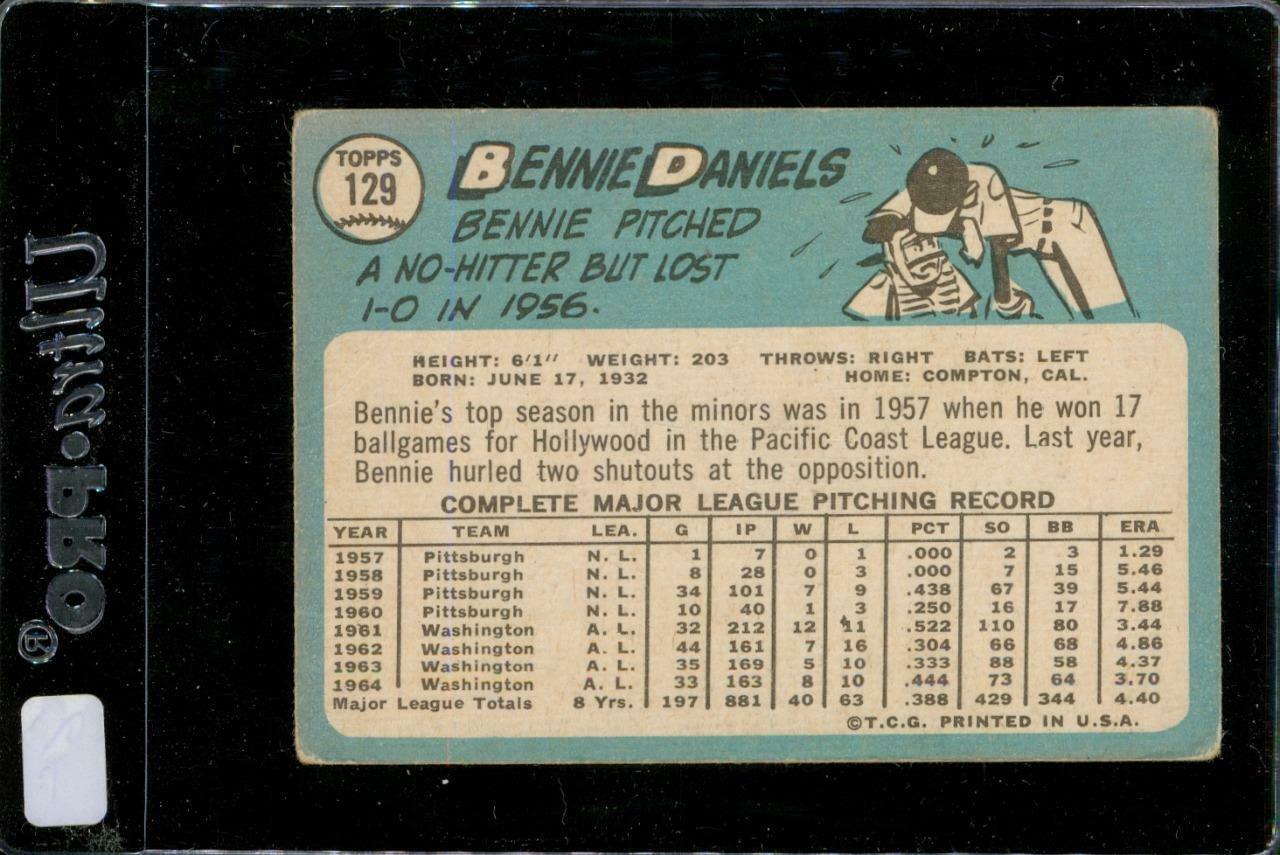 Ultra·PRO®
TOPPS
129
BENNIE DANIELS
BENNIE PITCHED
A NO-HITTER BUT LOST
1-0 IN 1956.
HEIGHT: 6'1" WEIGHT: 203 THROWS: RIGHT BATS: LEFT
BORN: JUNE 17, 1932 HOME: COMPTON, CAL.
Bennie's top season in the minors was in 1957 when he won 17
ballgames for Hollywood in the Pacific Coast League. Last year,
Bennie hurled two shutouts at the opposition.
COMPLETE MAJOR LEAGUE PITCHING RECORD
YEAR TEAM LEA. G IP W L PCT SO BB ERA
1957 Pittsburgh N. L. 1 7 0 1 .000 2 3 1.29
1958 Pittsburgh N. L. 8 28 0 3 .000 7 15 5.46
1959 Pittsburgh N. L. 34 101 7 9 .438 67 39 5.44
1960 Pittsburgh N. L. 10 40 1 3 .250 16 17 7.88
1961 Washington A. L. 32 212 12 11 .522 110 80 3.44
1962 Washington A. L. 44 161 7 16 .304 66 68 4.86
1963 Washington A. L. 35 169 5 10 .333 88 58 4.37
1964 Washington A. L. 33 163 8 10 .444 73 64 3.70
Major League Totals 8 Yrs. 197 881 40 63 .388 429 344 4.40
©T.C.G. PRINTED IN U.S.A.